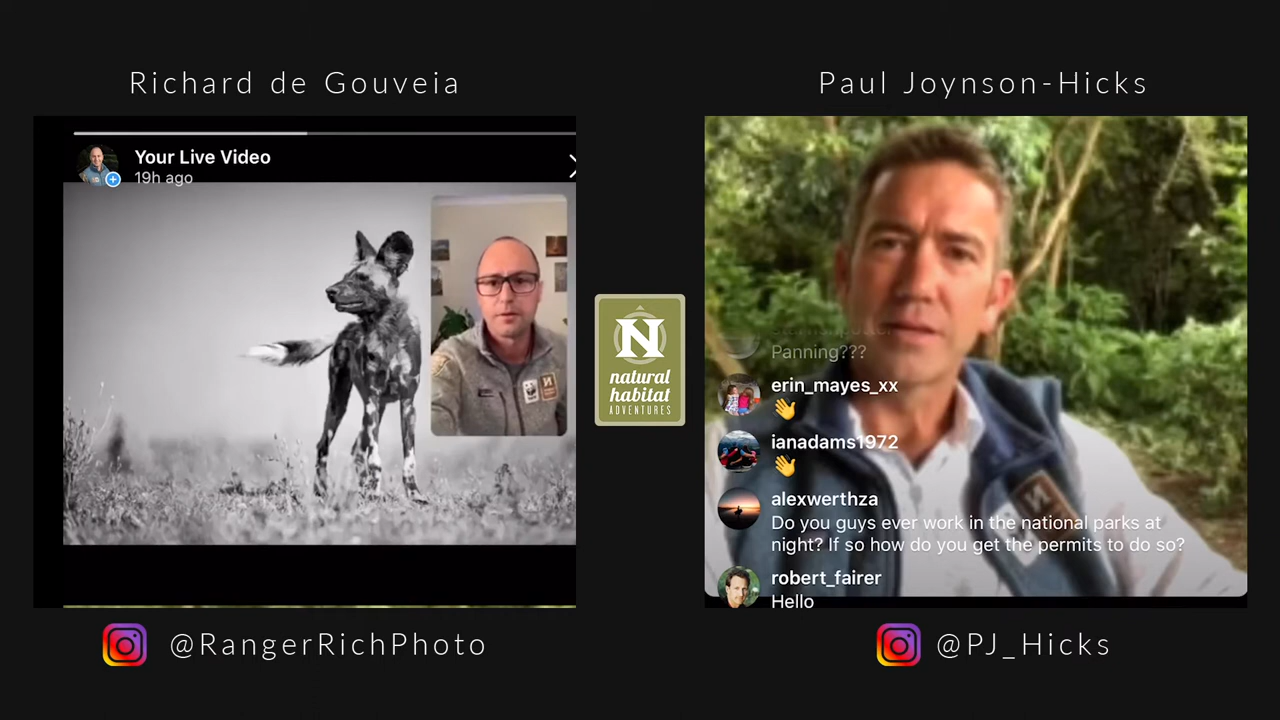 Richard de Gouveia
Paul Joynson-Hicks
Your Live Video
19h ago
N
natural
habitat
ADVENTURES
Panning???
erin_mayes_xx
ianadams1972
alexwerthza
Do you guys ever work in the national parks at
night? If so how do you get the permits to do so?
robert_fairer
Hello
@RangerRichPhoto
@PJ_Hicks